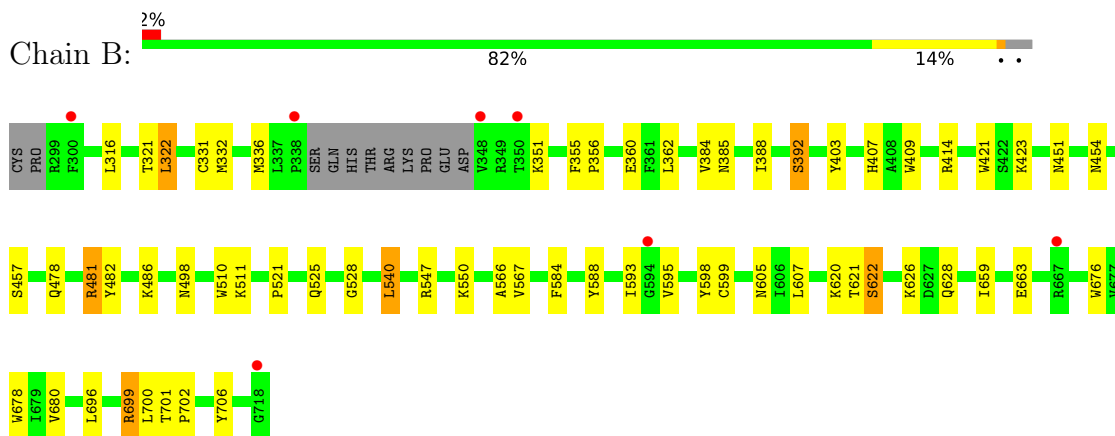 2%
Chain B:
82% 14% • •
CYS PRO R299 F300 L316 T321 L322 C331 M332 M336 L337 P338 SER GLN HIS THR ARG LYS PRO GLU ASP V348 R349 T350 K351 F355 P356 E360 F361 L362 V384 N385 I388 S392 Y403 H407 A408 W409 R414 W421 S422 K423 N451 N454
S457 Q478 R481 Y482 K486 N498 W510 K511 P521 Q525 G528 L540 R547 K550 A566 V567 F584 Y588 I593 G594 V595 Y598 C599 N605 I606 L607 K620 T621 S622 K626 D627 Q628 I659 E663 R667 W676 V677
W678 I679 V680 L696 R699 L700 T701 P702 Y706 G718